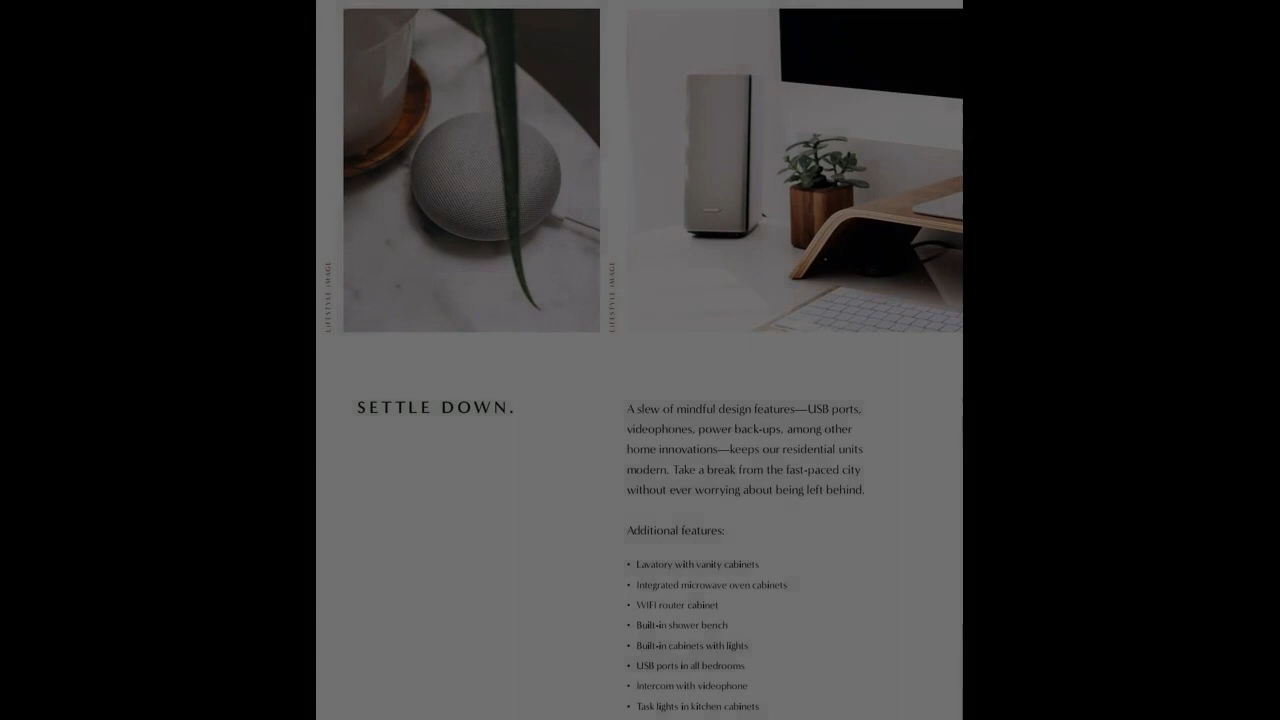 LIFESTYLE IMAGE
LIFESTYLE IMAGE
SETTLE DOWN.
A slew of mindful design features—USB ports,
videophones, power back-ups, among other
home innovations—keeps our residential units
modern. Take a break from the fast-paced city
without ever worrying about being left behind.
Additional features:
• Lavatory with vanity cabinets
• Integrated microwave oven cabinets
• WIFI router cabinet
• Built-in shower bench
• Built-in cabinets with lights
• USB ports in all bedrooms
• Intercom with videophone
• Task lights in kitchen cabinets